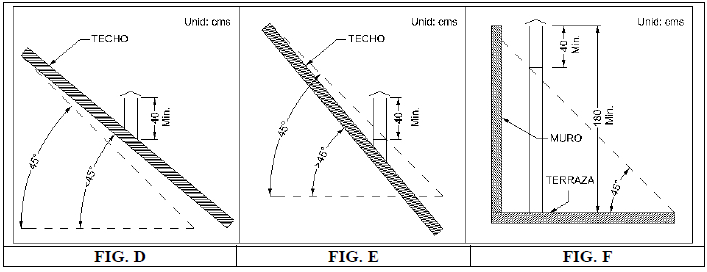 Unid: cms
TECHO
40
Min.
45°
<45°
FIG. D
Unid: cms
TECHO
40
Min.
45°
>45°
FIG. E
Unid: cms
40
Min.
180
Min.
MURO
TERRAZA
45°
FIG. F